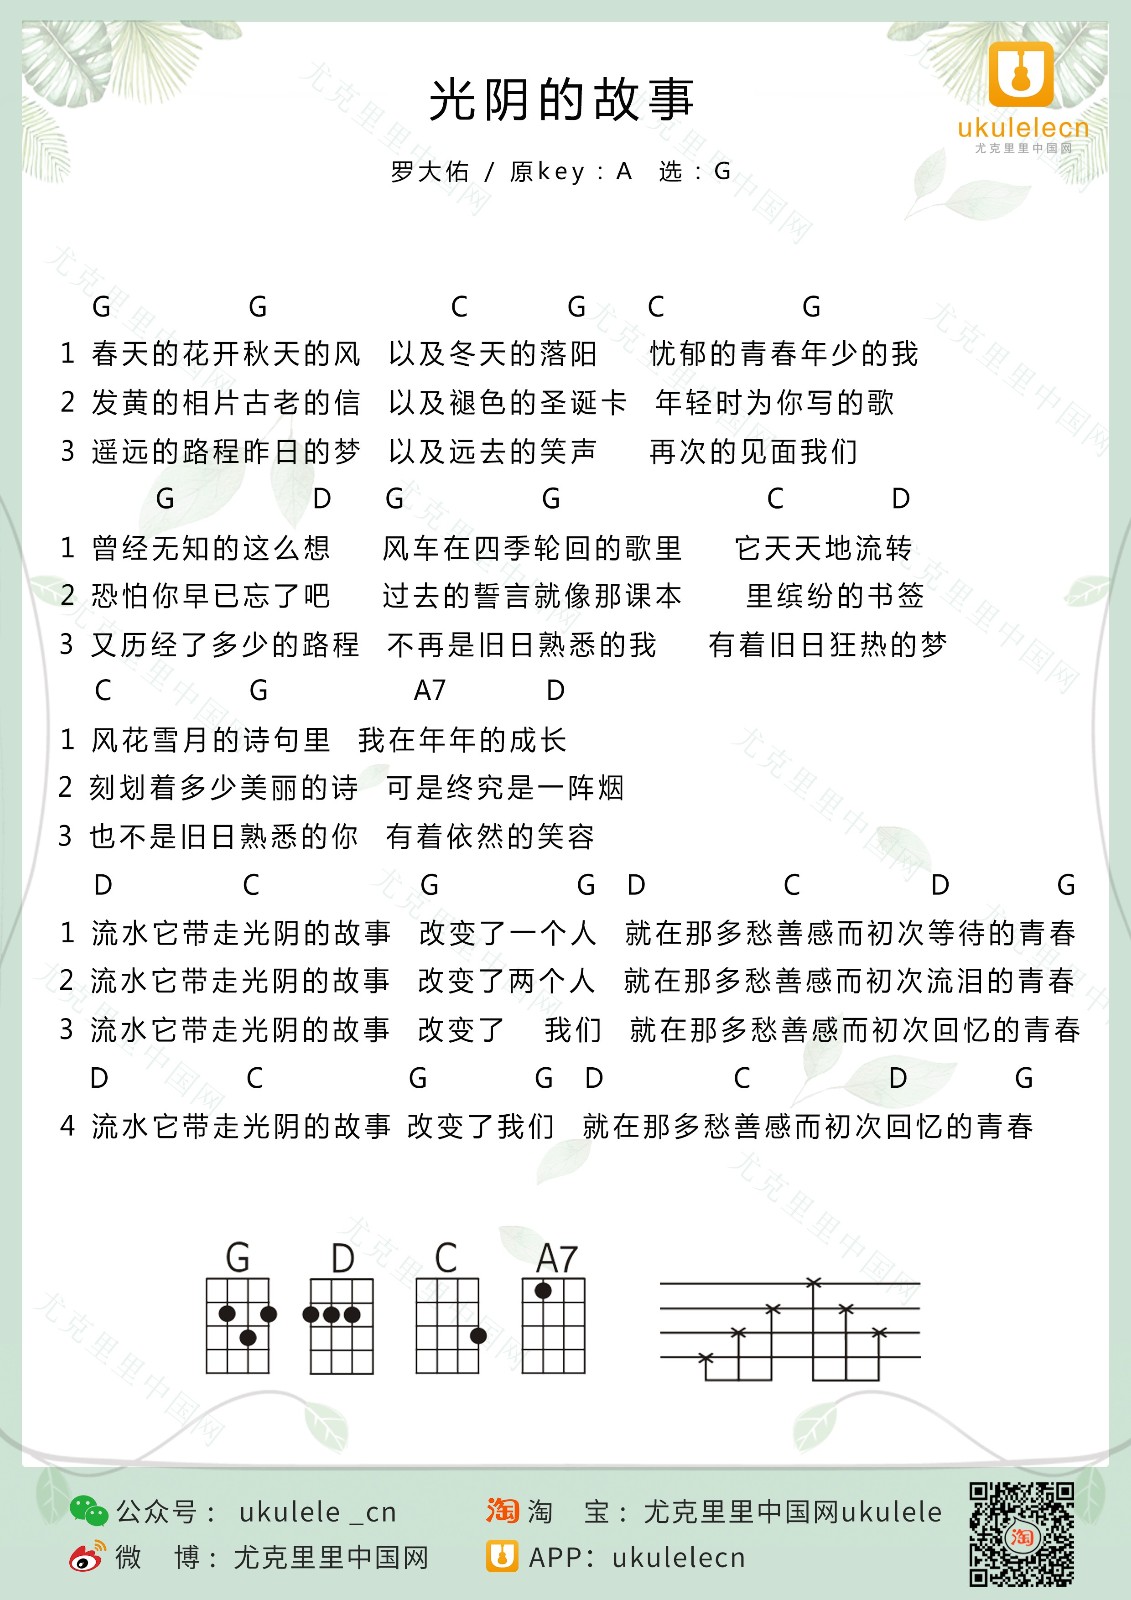 光阴的故事
ukulelecn
尤克里里中国网
罗大佑 / 原key : A 选 : G
G G C G C G
1 春天的花开秋天的风 以及冬天的落阳 忧郁的青春年少的我
2 发黄的相片古老的信 以及褪色的圣诞卡 年轻时为你写的歌
3 遥远的路程昨日的梦 以及远去的笑声 再次的见面我们
G D G G C D
1 曾经无知的这么想 风车在四季轮回的歌里 它天天地流转
2 恐怕你早已忘了吧 过去的誓言就像那课本 里缤纷的书签
3 又历经了多少的路程 不再是旧日熟悉的我 有着旧日狂热的梦
C G A7 D
1 风花雪月的诗句里 我在年年的成长
2 刻划着多少美丽的诗 可是终究是一阵烟
3 也不是旧日熟悉的你 有着依然的笑容
D C G G D C D G
1 流水它带走光阴的故事 改变了一个人 就在那多愁善感而初次等待的青春
2 流水它带走光阴的故事 改变了两个人 就在那多愁善感而初次流泪的青春
3 流水它带走光阴的故事 改变了 我们 就在那多愁善感而初次回忆的青春
D C G G D C D G
4 流水它带走光阴的故事 改变了我们 就在那多愁善感而初次回忆的青春
G D C A7
公众号： ukulele _cn 淘 淘 宝：尤克里里中国网ukulele
微 博：尤克里里中国网 APP：ukulelecn
淘